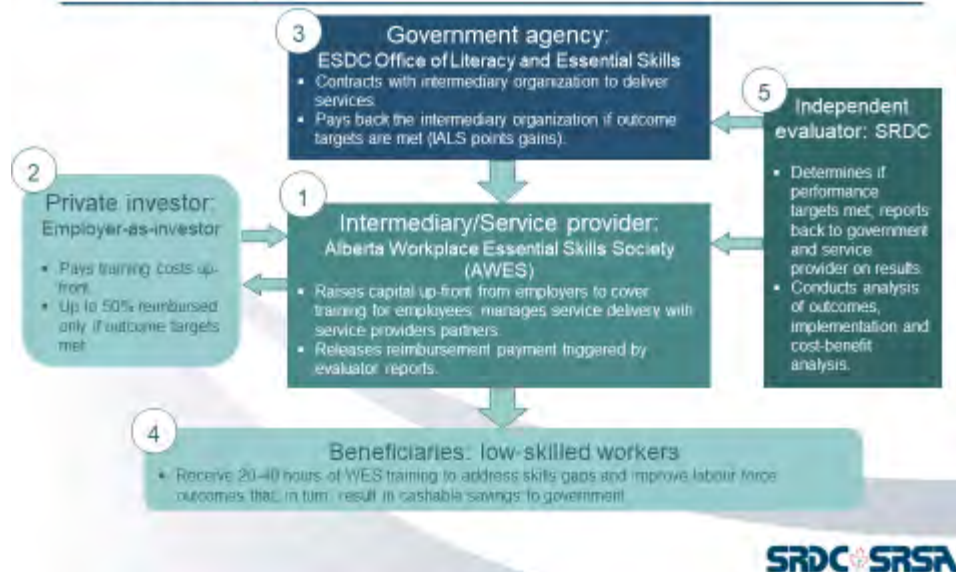 3
Government agency:
ESDC Office of Literacy and Essential Skills
• Contracts with intermediary organization to deliver
services.
• Pays back the intermediary organization if outcome
targets are met (IALS points gains).
5
Independent
evaluator: SRDC
• Determines if
performance
targets met; reports
back to government
and service
provider on results.
• Conducts analysis
of outcomes,
implementation and
cost-benefit
analysis.
2
Private investor:
Employer-as-investor
• Pays training costs up-
front.
• Up to 50% reimbursed
only if outcome targets
met
1
Intermediary/Service provider:
Alberta Workplace Essential Skills Society
(AWES)
• Raises capital up-front from employers to cover
training for employees; manages service delivery with
service providers partners.
• Releases reimbursement payment triggered by
evaluator reports.
4
Beneficiaries: low-skilled workers
• Receive 20-40 hours of WES training to address skills gaps and improve labour force
outcomes that, in turn, result in cashable savings to government
SRDC SRSA